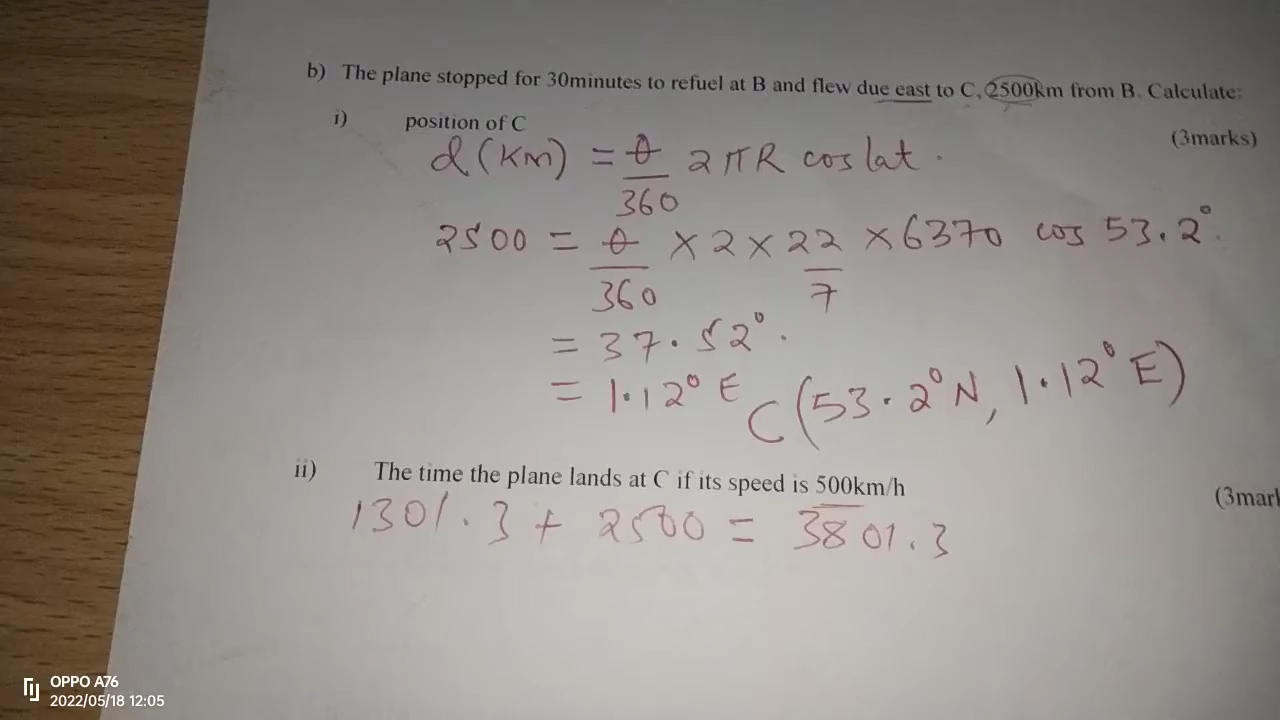 b) The plane stopped for 30minutes to refuel at B and flew due east to C, 2500km from B. Calculate:
i) position of C (3marks)
d (Km) = θ/360 2πR cos lat.
2500 = θ/360 × 2 × 22/7 × 6370 cos 53.2°.
= 37.52°.
= 1.12° E C(53.2°N, 1.12°E)
ii) The time the plane lands at C if its speed is 500km/h (3mark
1301.3 + 2500 = 3801.3
OPPO A76
2022/05/18 12:05